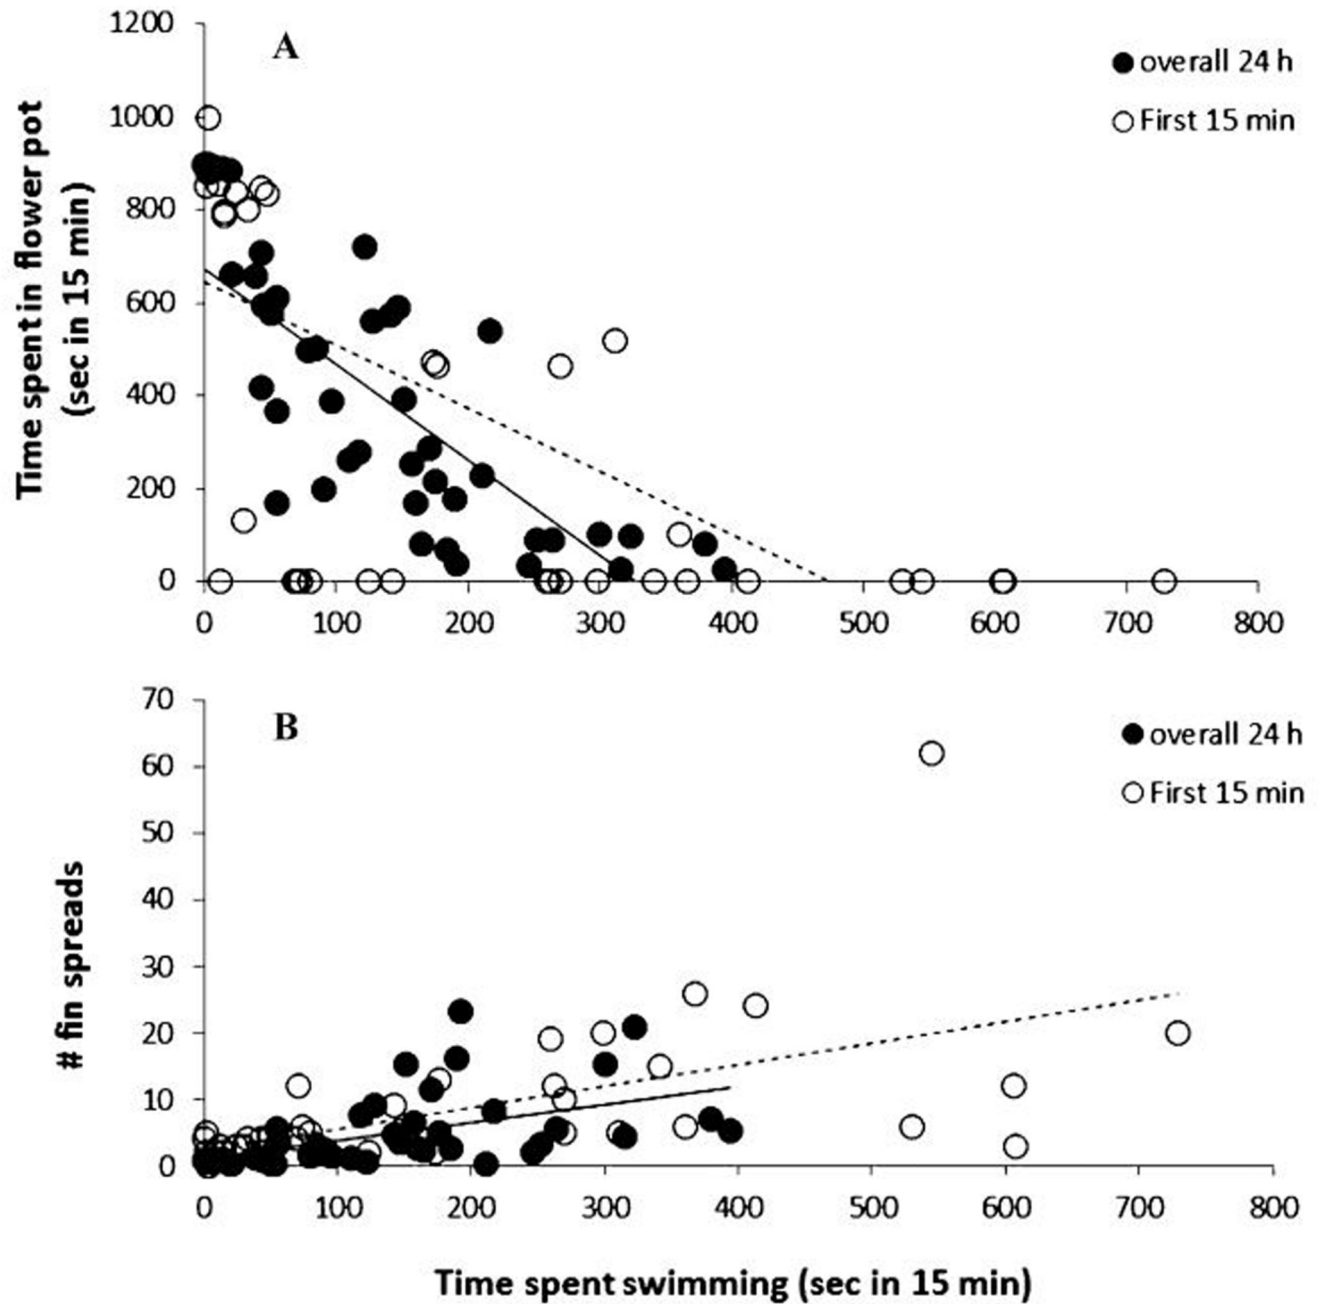 1200
A
overall 24 h
1000
First 15 min
800
600
400
200
0
Time spent in flower pot
(sec in 15 min)
0 100 200 300 400 500 600 700 800
70
B
overall 24 h
60
First 15 min
50
40
30
20
10
0
# fin spreads
0 100 200 300 400 500 600 700 800
Time spent swimming (sec in 15 min)